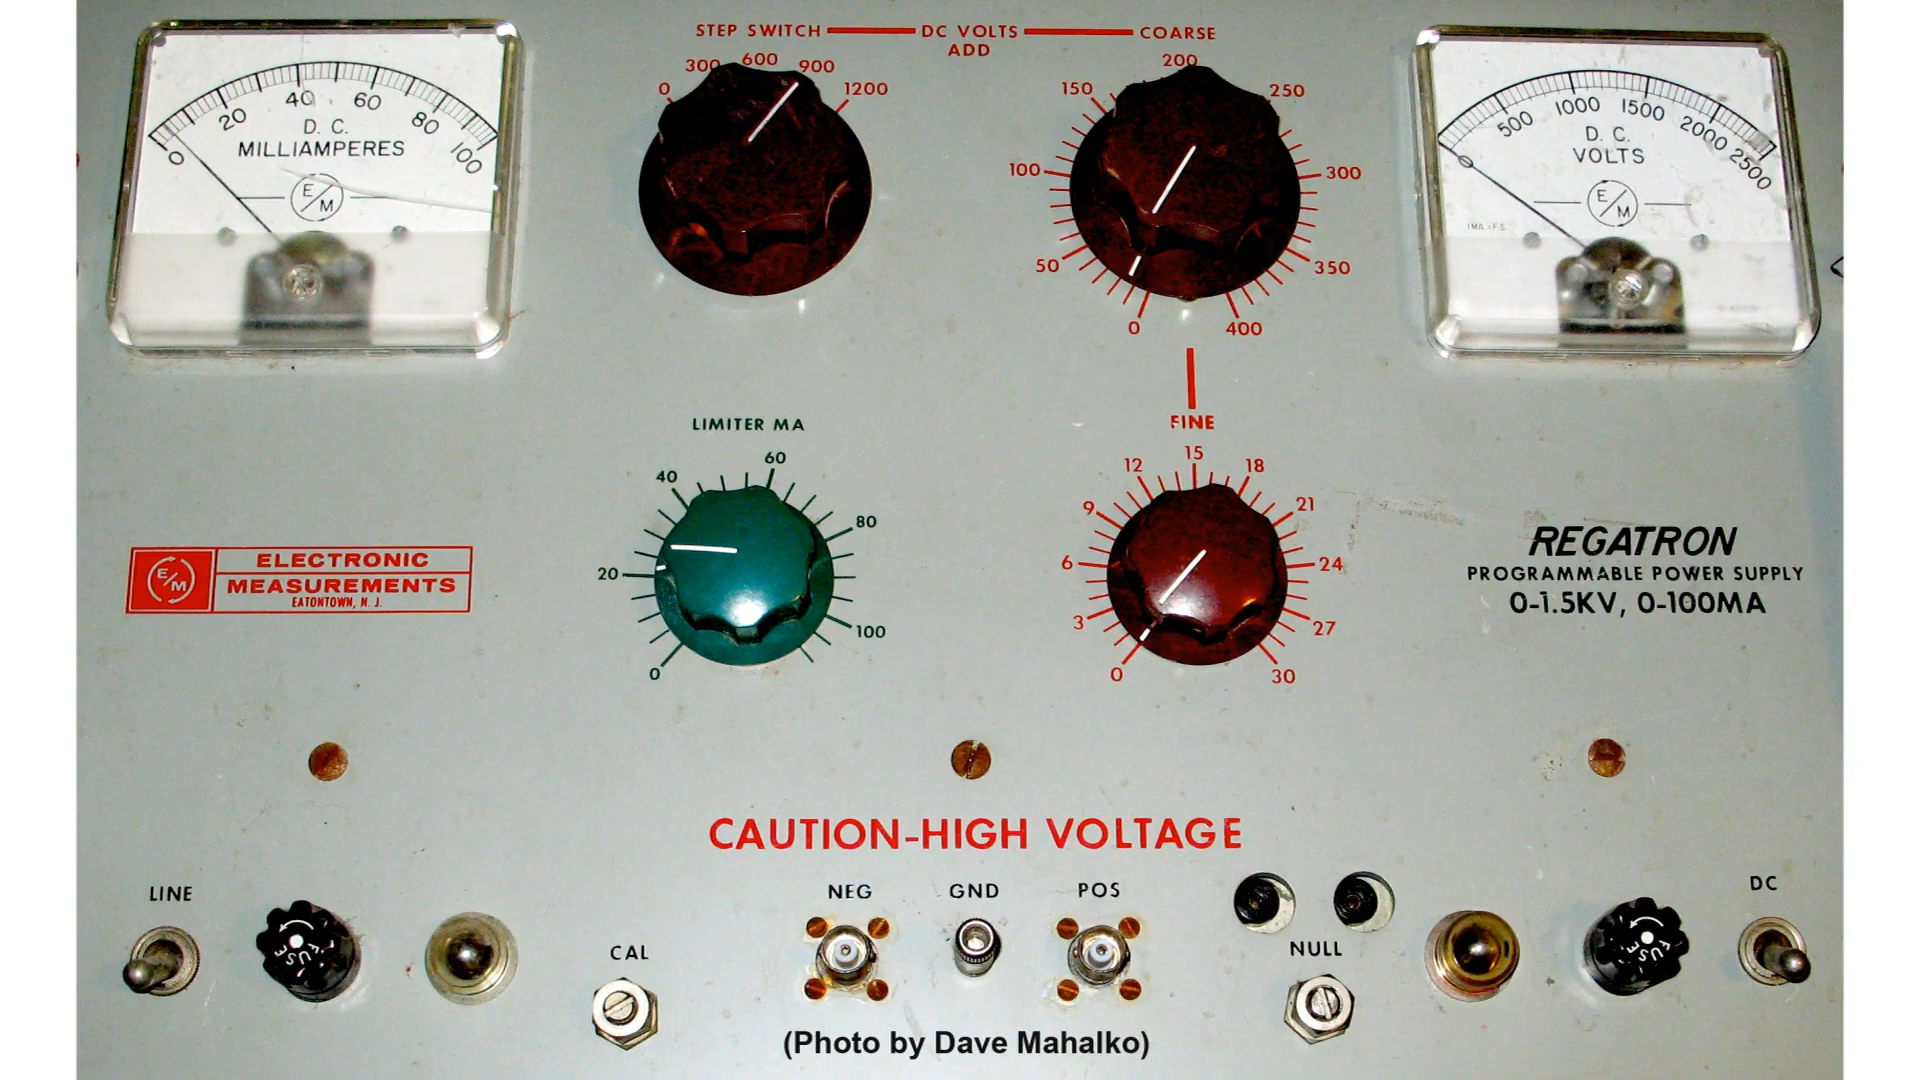 STEP SWITCH DC VOLTS COARSE
ADD
0 300 600 900 1200
0 50 100 150 200 250 300 350 400
0 20 40 60 80 100
D. C.
MILLIAMPERES
E/M
0 500 1000 1500 2000 2500
D. C.
VOLTS
E/M
LIMITER MA
0 20 40 60 80 100
FINE
0 3 6 9 12 15 18 21 24 27 30
E/M
ELECTRONIC
MEASUREMENTS
EATONTOWN, N. J.
REGATRON
PROGRAMMABLE POWER SUPPLY
0-1.5KV, 0-100MA
CAUTION-HIGH VOLTAGE
LINE
FUSE
CAL
NEG
GND
POS
NULL
FUSE
DC
(Photo by Dave Mahalko)